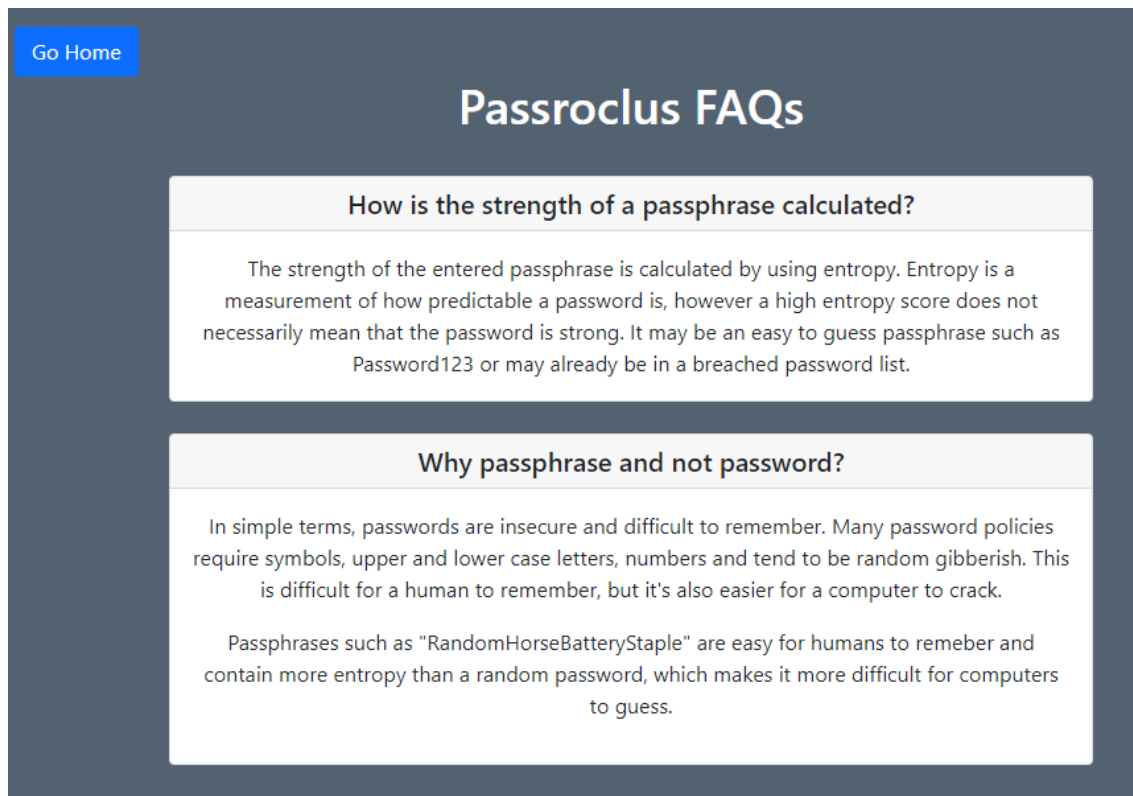 Go Home
Passroclus FAQs
How is the strength of a passphrase calculated?
The strength of the entered passphrase is calculated by using entropy. Entropy is a
measurement of how predictable a password is, however a high entropy score does not
necessarily mean that the password is strong. It may be an easy to guess passphrase such as
Password123 or may already be in a breached password list.
Why passphrase and not password?
In simple terms, passwords are insecure and difficult to remember. Many password policies
require symbols, upper and lower case letters, numbers and tend to be random gibberish. This
is difficult for a human to remember, but it's also easier for a computer to crack.
Passphrases such as "RandomHorseBatteryStaple" are easy for humans to remeber and
contain more entropy than a random password, which makes it more difficult for computers
to guess.